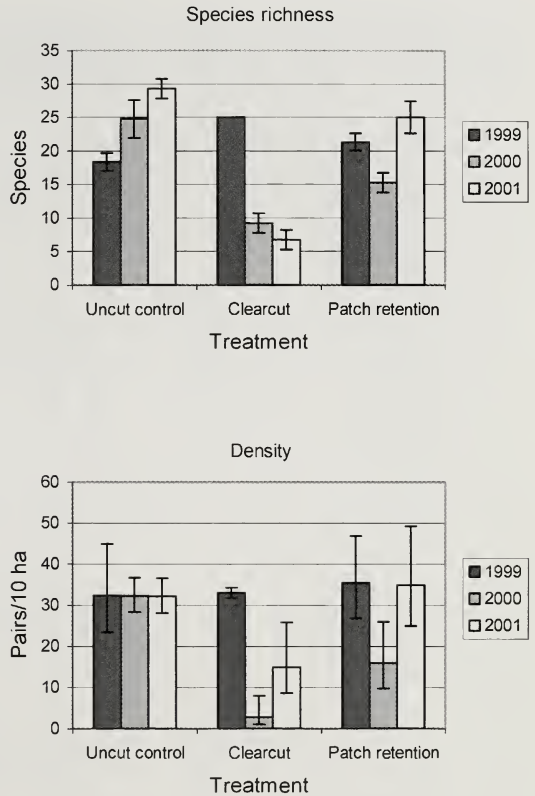 Species richness
35
30
25
20
15
10
5
0
Species
Uncut control Clearcut Patch retention
Treatment
1999
2000
2001
Density
60
50
40
30
20
10
0
Pairs/10 ha
Uncut control Clearcut Patch retention
Treatment
1999
2000
2001